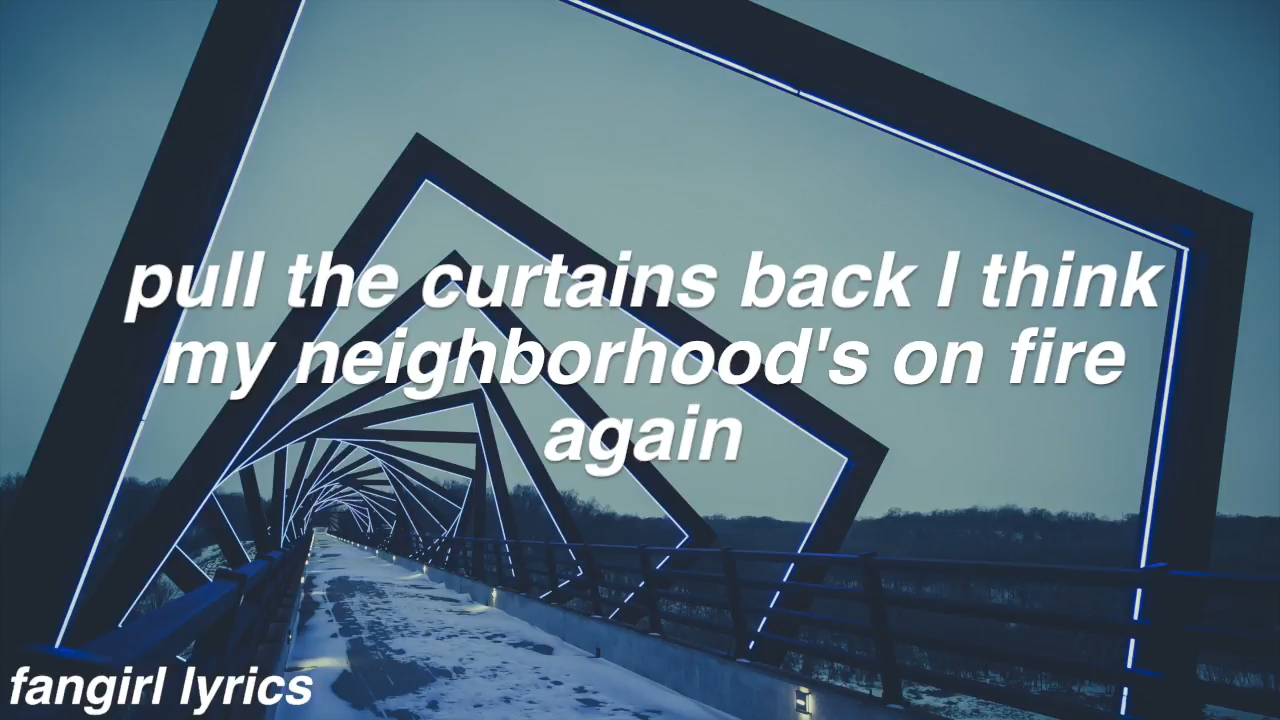 pull the curtains back I think
my neighborhood's on fire
again
fangirl lyrics